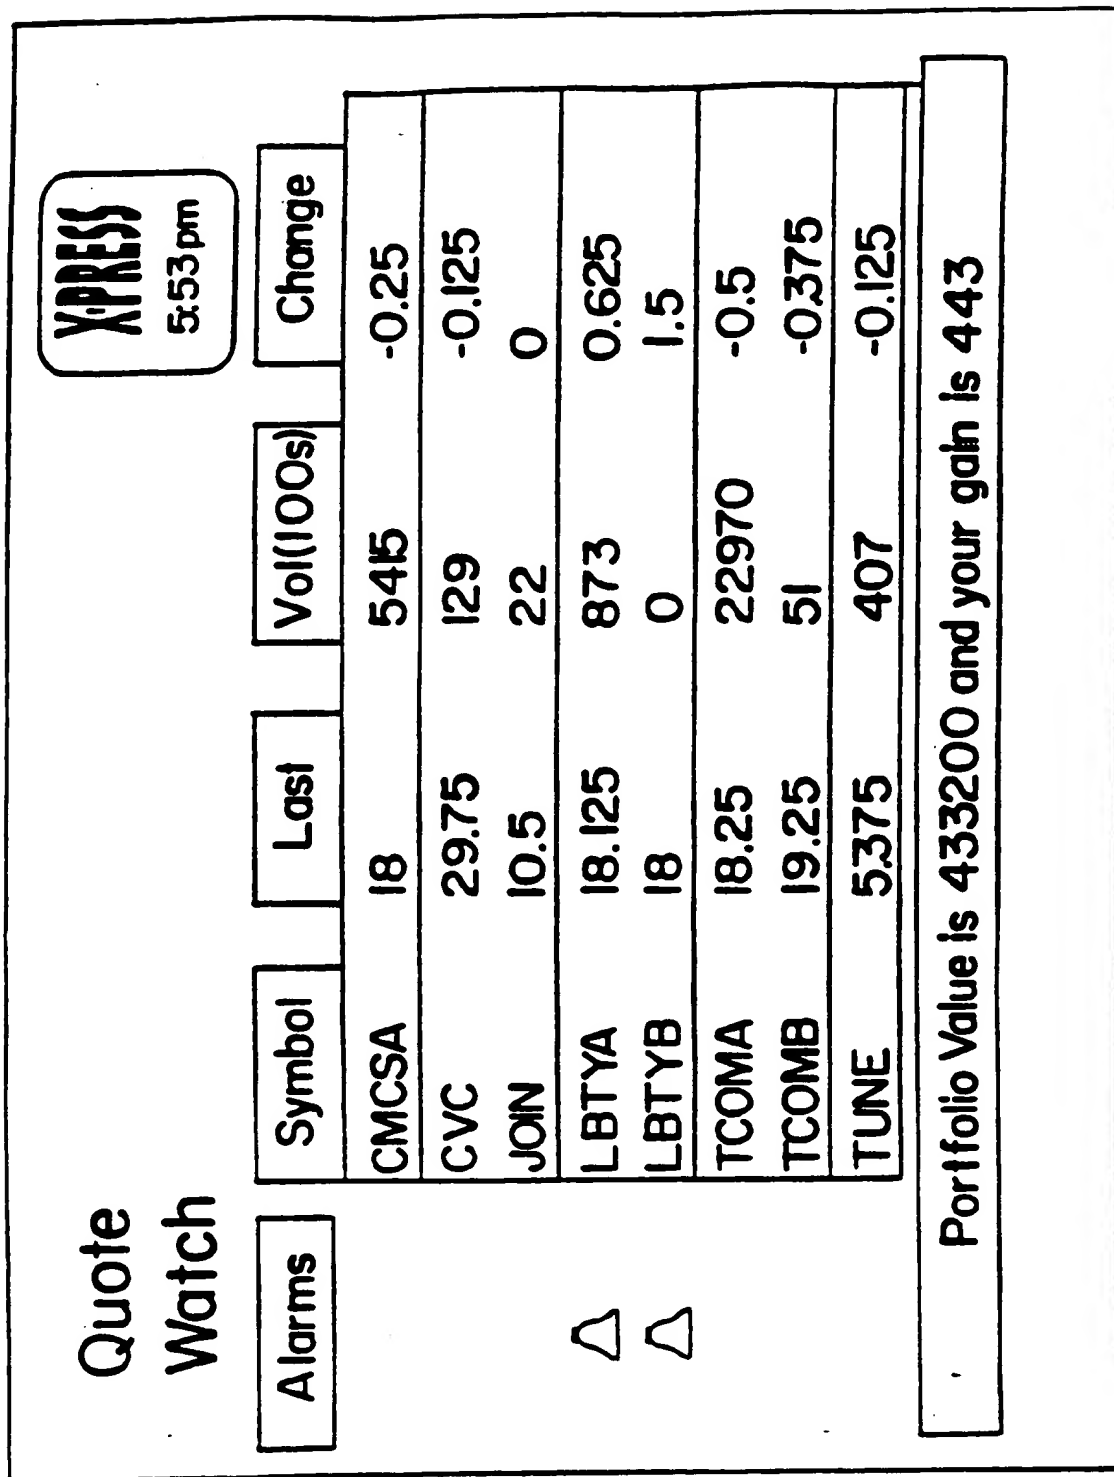 Quote
Watch
X·PRESS
5:53pm
Alarms Symbol Last Vol(100s) Change
CMCSA 18 5415 -0.25
CVC 29.75 129 -0.125
JOIN 10.5 22 0
LBTYA 18.125 873 0.625
LBTYB 18 0 1.5
TCOMA 18.25 22970 -0.5
TCOMB 19.25 51 -0.375
TUNE 5.375 407 -0.125
Portfolio Value is 433200 and your gain is 443